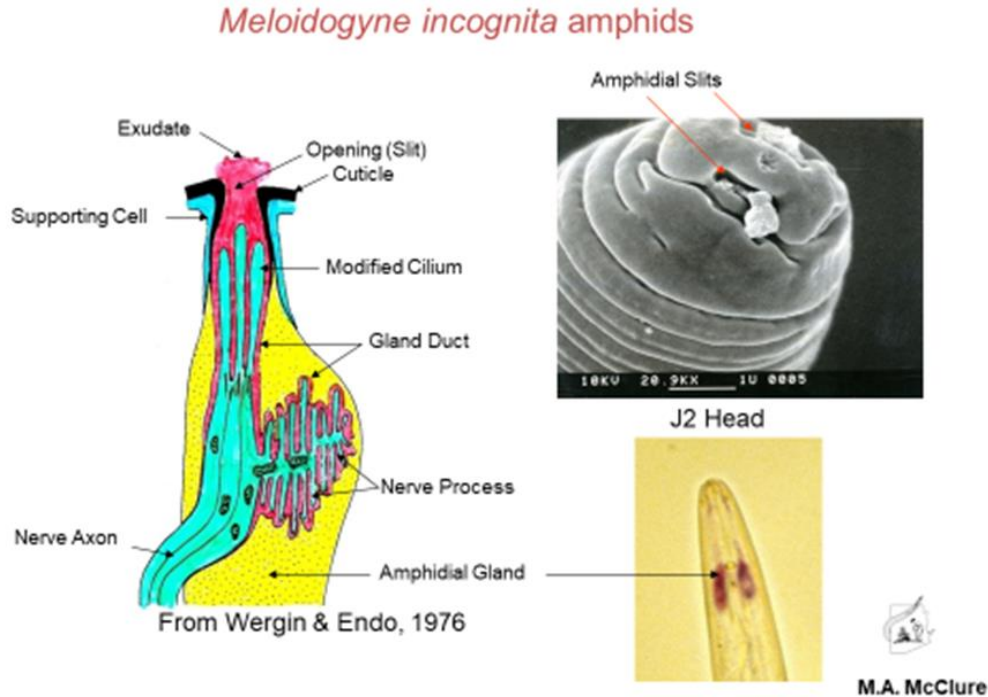 Meloidogyne incognita amphids
Amphidial Slits
Exudate
Opening (Slit)
Cuticle
Supporting Cell
Modified Cilium
Gland Duct
10KV 20.9KX 1U 0005
J2 Head
Nerve Process
Nerve Axon
Amphidial Gland
From Wergin & Endo, 1976
M.A. McClure